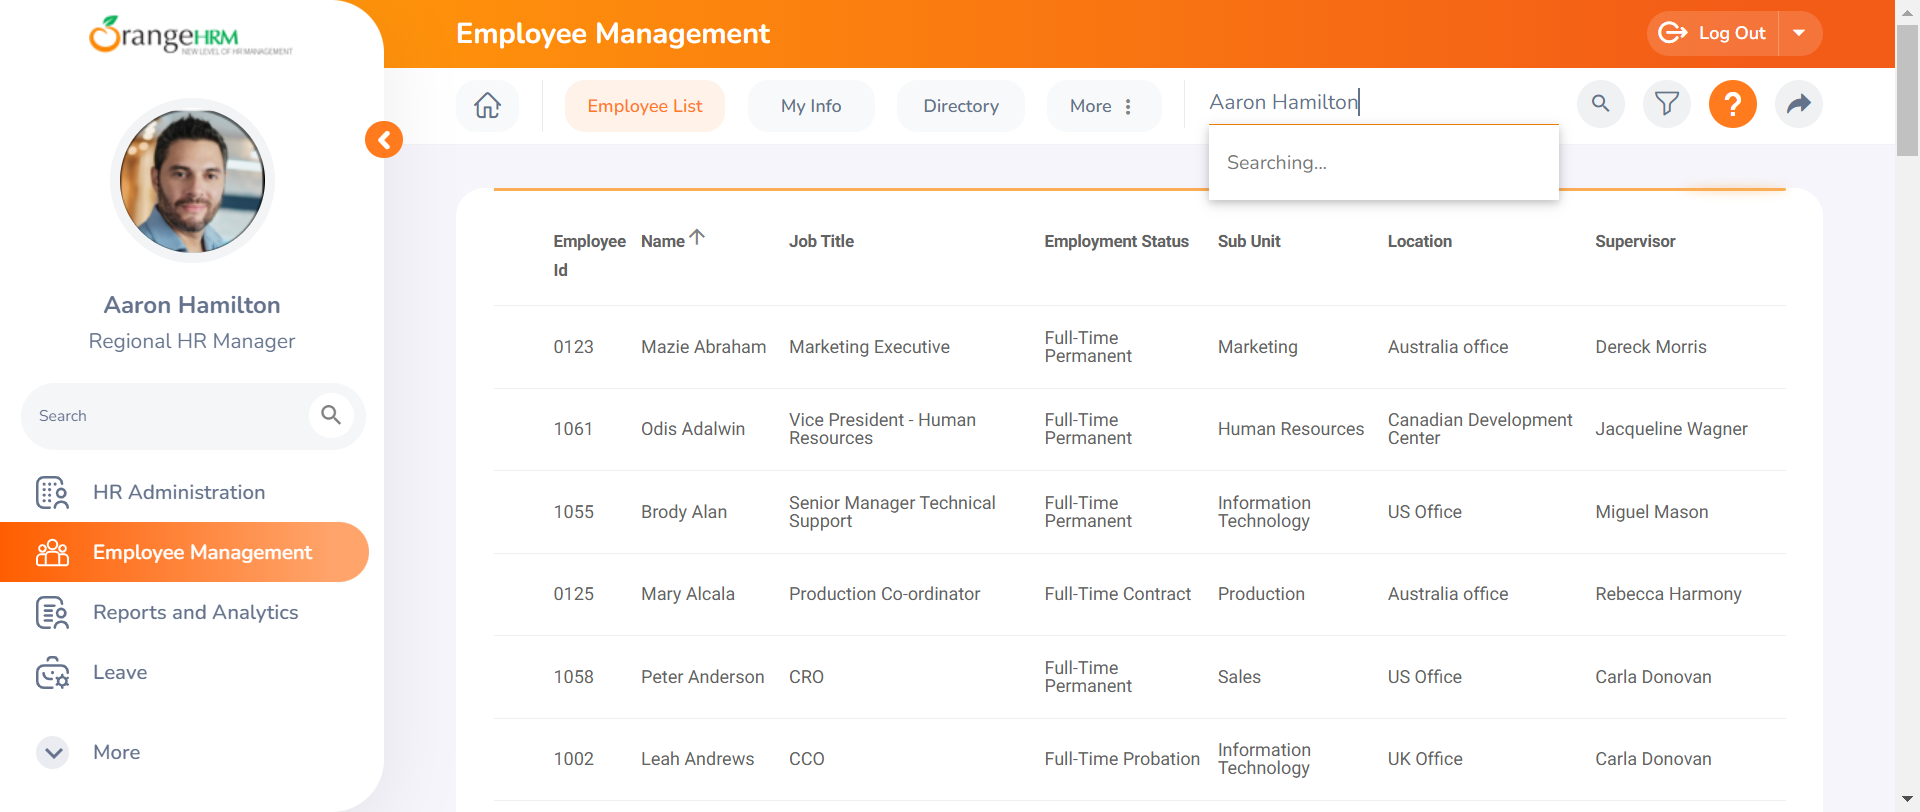 OrangeHRM
NEW LEVEL OF HR MANAGEMENT
Aaron Hamilton
Regional HR Manager
Search
HR Administration
Employee Management
Reports and Analytics
Leave
More
Employee Management
Log Out
Employee List
My Info
Directory
More
Aaron Hamilton
?
Searching...
Employee Id
Name
Job Title
Employment Status
Sub Unit
Location
Supervisor
0123 Mazie Abraham Marketing Executive Full-Time Permanent Marketing Australia office Dereck Morris
1061 Odis Adalwin Vice President - Human Resources Full-Time Permanent Human Resources Canadian Development Center Jacqueline Wagner
1055 Brody Alan Senior Manager Technical Support Full-Time Permanent Information Technology US Office Miguel Mason
0125 Mary Alcala Production Co-ordinator Full-Time Contract Production Australia office Rebecca Harmony
1058 Peter Anderson CRO Full-Time Permanent Sales US Office Carla Donovan
1002 Leah Andrews CCO Full-Time Probation Information Technology UK Office Carla Donovan